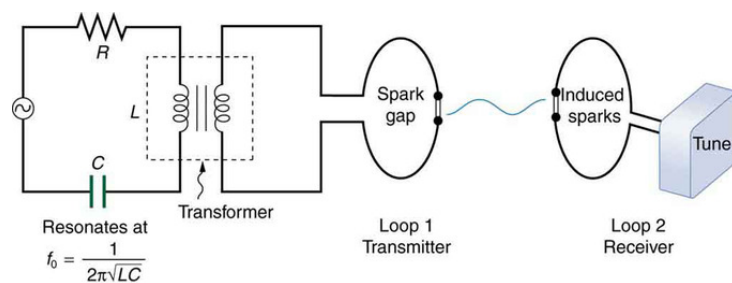 R
L
C
Transformer
Resonates at
f₀ = 1 / 2π√LC
Spark
gap
Loop 1
Transmitter
Induced
sparks
Loop 2
Receiver
Tune